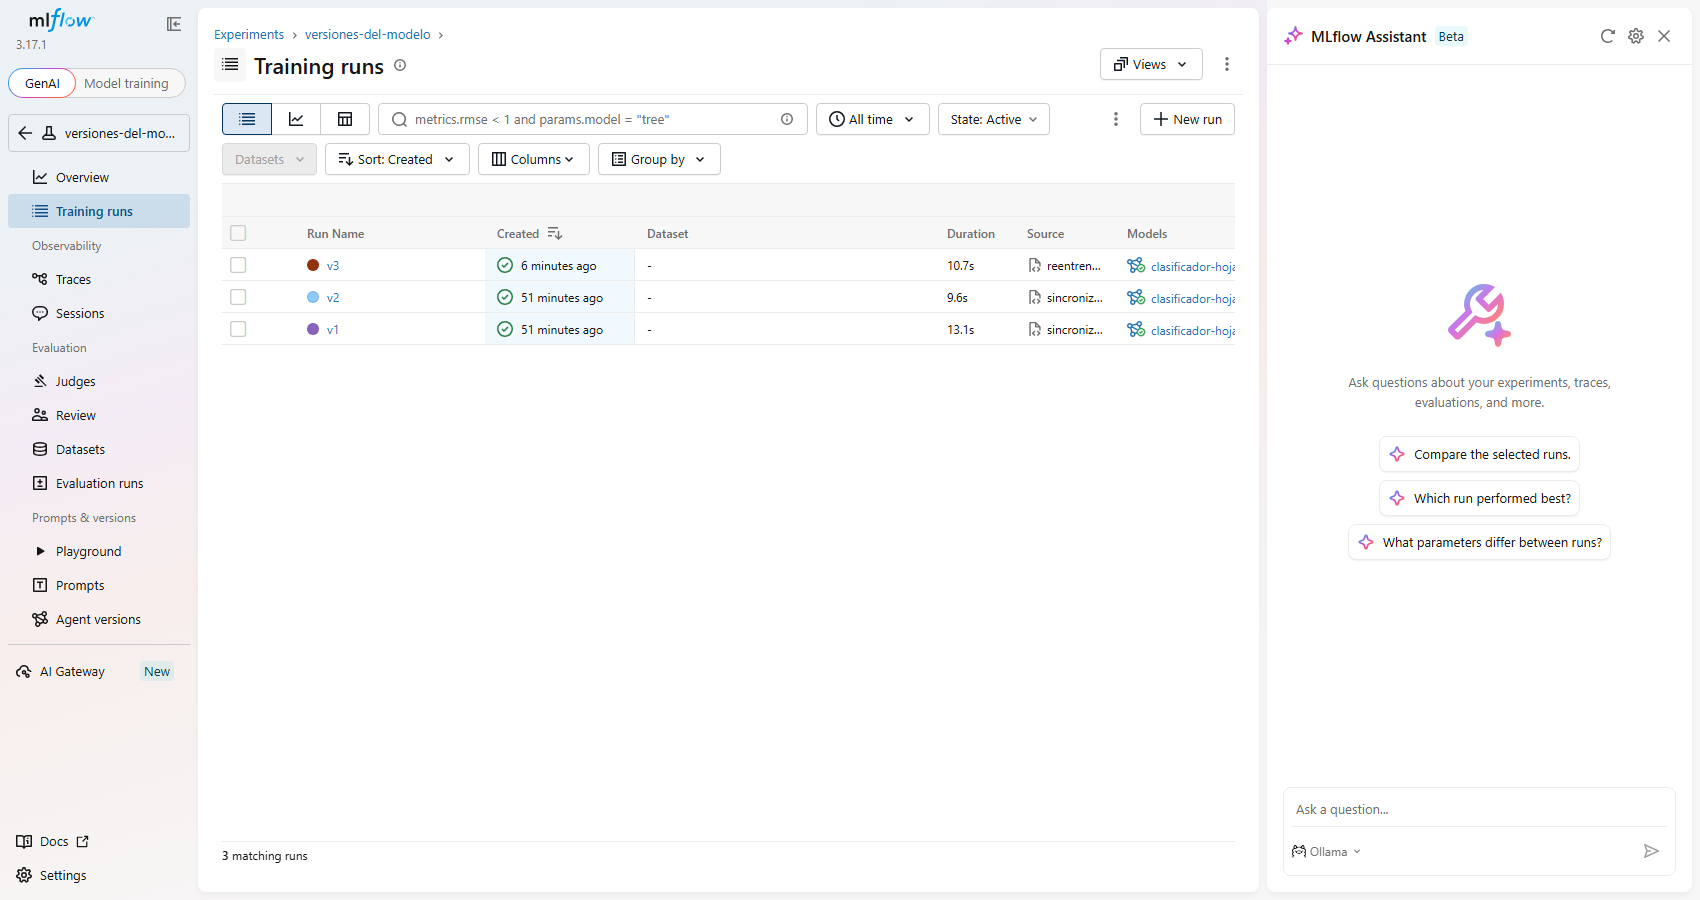 mlflow
3.17.1
GenAI
Model training
versiones-del-mo...
Overview
Training runs
Observability
Traces
Sessions
Evaluation
Judges
Review
Datasets
Evaluation runs
Prompts & versions
Playground
Prompts
Agent versions
AI Gateway
New
Docs
Settings
Experiments
versiones-del-modelo
Training runs
Views
metrics.rmse < 1 and params.model = "tree"
All time
State: Active
New run
Datasets
Sort: Created
Columns
Group by
Run Name Created Dataset Duration Source Models
v3 6 minutes ago - 10.7s reentren... clasificador-hoja
v2 51 minutes ago - 9.6s sincroniz... clasificador-hoja
v1 51 minutes ago - 13.1s sincroniz... clasificador-hoja
3 matching runs
MLflow Assistant Beta
Ask questions about your experiments, traces,
evaluations, and more.
Compare the selected runs.
Which run performed best?
What parameters differ between runs?
Ask a question...
Ollama